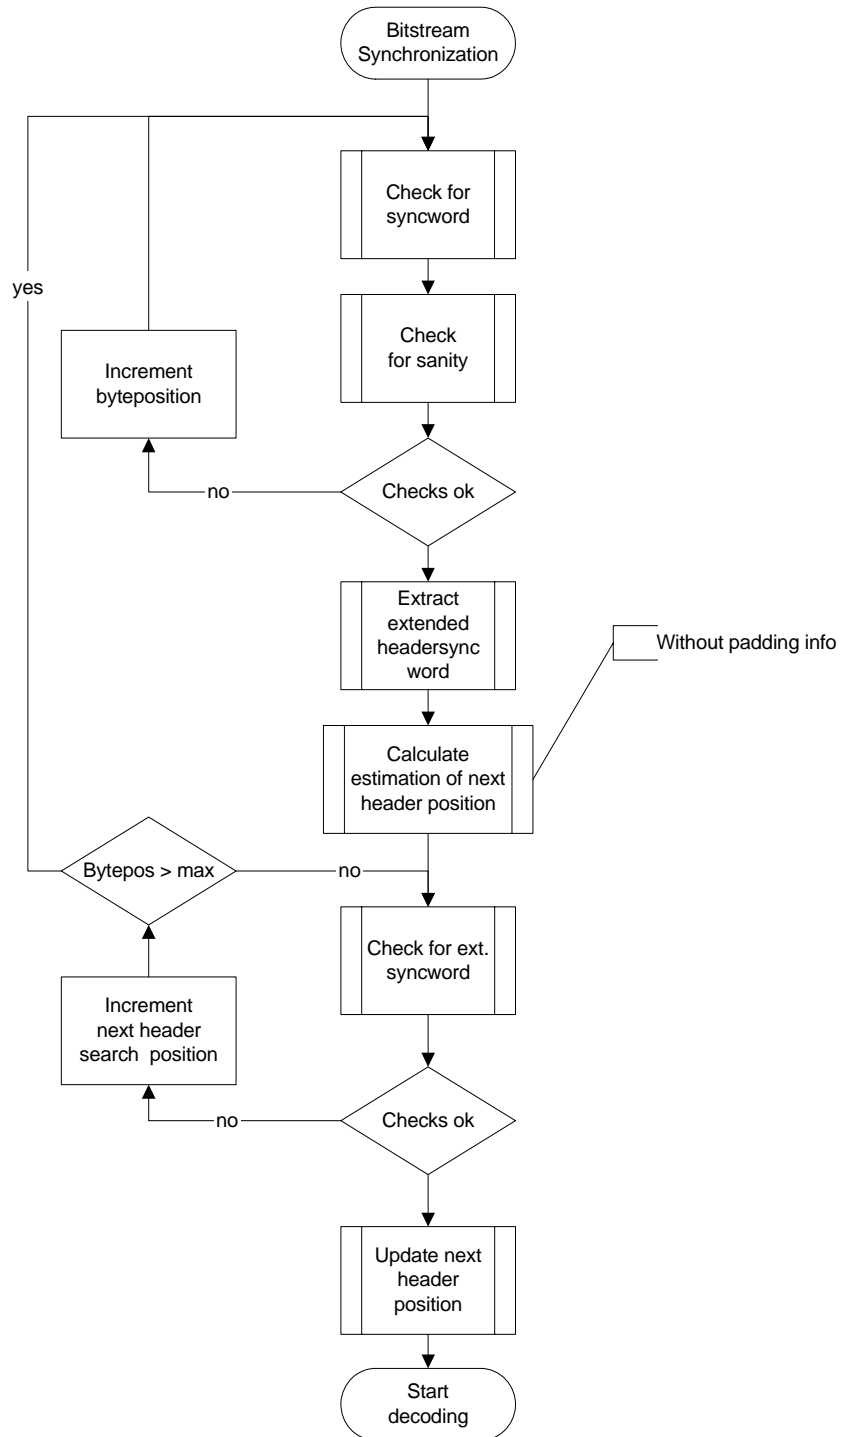 Bitstream
Synchronization
Check for
syncword
yes
Check
for sanity
Increment
byteposition
no
Checks ok
Extract
extended
headersync
word
Without padding info
Calculate
estimation of next
header position
Bytepos > max
no
Check for ext.
syncword
Increment
next header
search position
no
Checks ok
Update next
header
position
Start
decoding